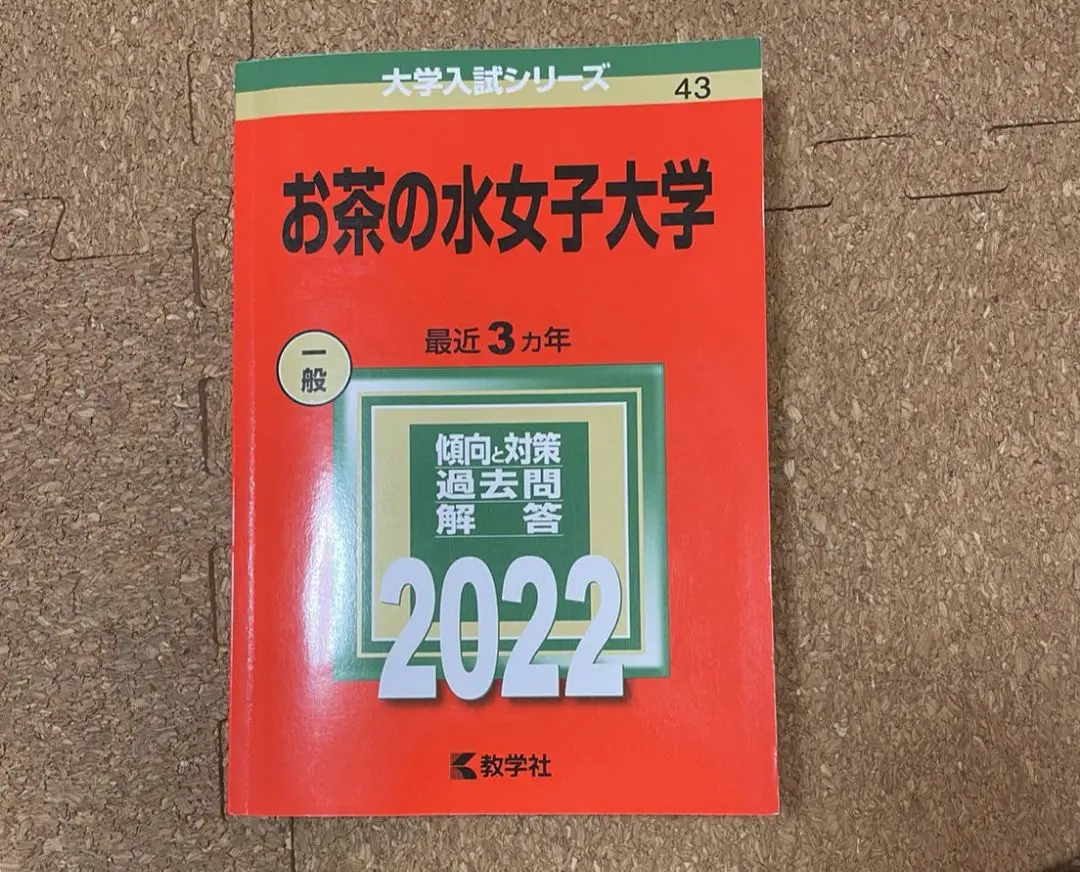 大学入試シリーズ
43
お茶の水女子大学
最近3カ年
一般
傾向と対策
過去問
解答
2022
教学社